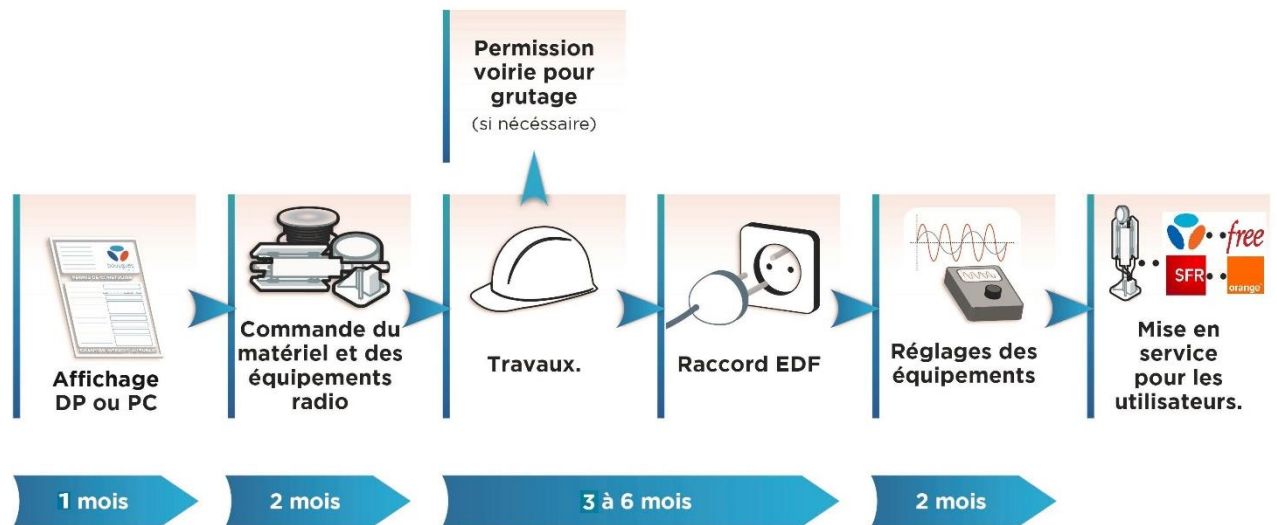 Permission
voirie pour
grutage
(si nécéssaire)
Affichage
DP ou PC
Commande du
matériel et des
équipements
radio
Travaux.
Raccord EDF
Réglages des
équipements
free
SFR
orange
Mise en
service
pour les
utilisateurs.
1 mois
2 mois
3 à 6 mois
2 mois